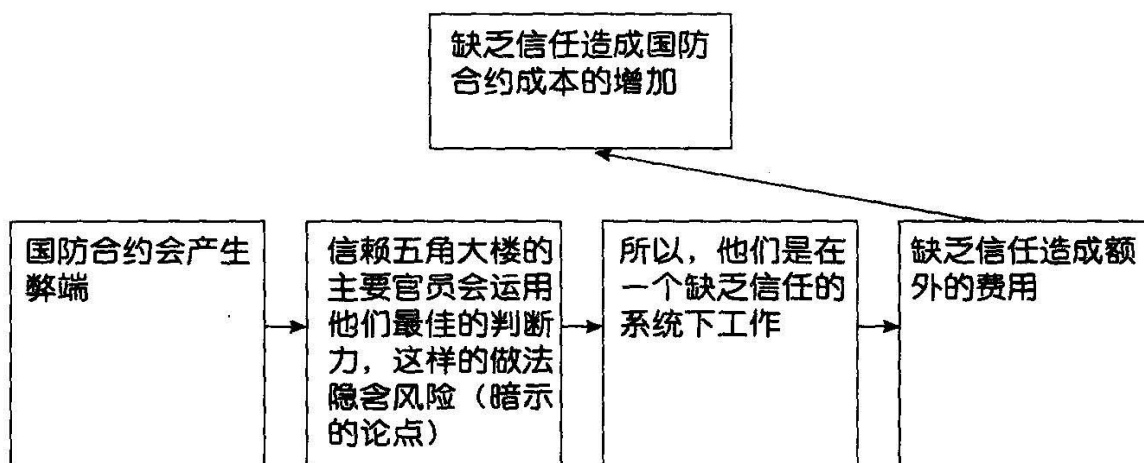 缺乏信任造成国防
合约成本的增加
国防合约会产生
弊端
信赖五角大楼的
主要官员会运用
他们最佳的判断
力，这样的做法
隐含风险（暗示
的论点）
所以，他们是在
一个缺乏信任的
系统下工作
缺乏信任造成额
外的费用